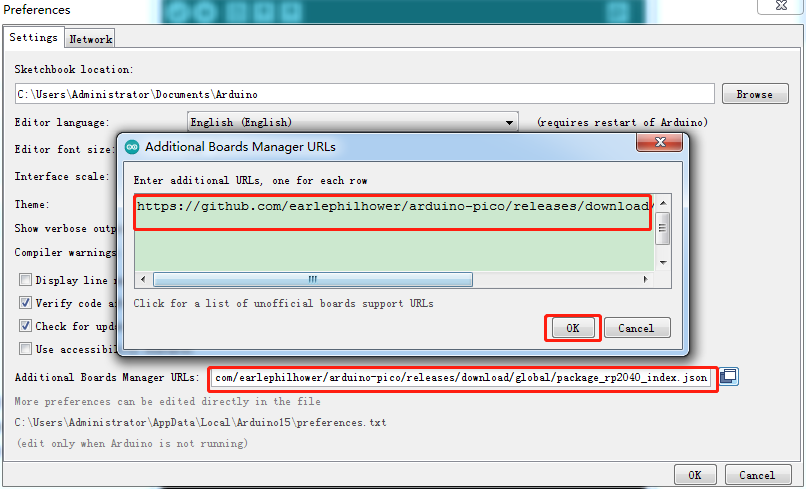 Preferences
Settings Network
Sketchbook location:
C:\Users\Administrator\Documents\Arduino Browse
Editor language: English (English) (requires restart of Arduino)
Editor font size:
Interface scale:
Theme:
Show verbose outp
Compiler warnings
Display line
Verify code a
Check for upd
Use accessibi
Additional Boards Manager URLs
Enter additional URLs, one for each row
https://github.com/earlephilhower/arduino-pico/releases/download
Click for a list of unofficial boards support URLs
OK Cancel
Additional Boards Manager URLs: com/earlephilhower/arduino-pico/releases/download/global/package_rp2040_index.json
More preferences can be edited directly in the file
C:\Users\Administrator\AppData\Local\Arduino15\preferences.txt
(edit only when Arduino is not running)
OK Cancel